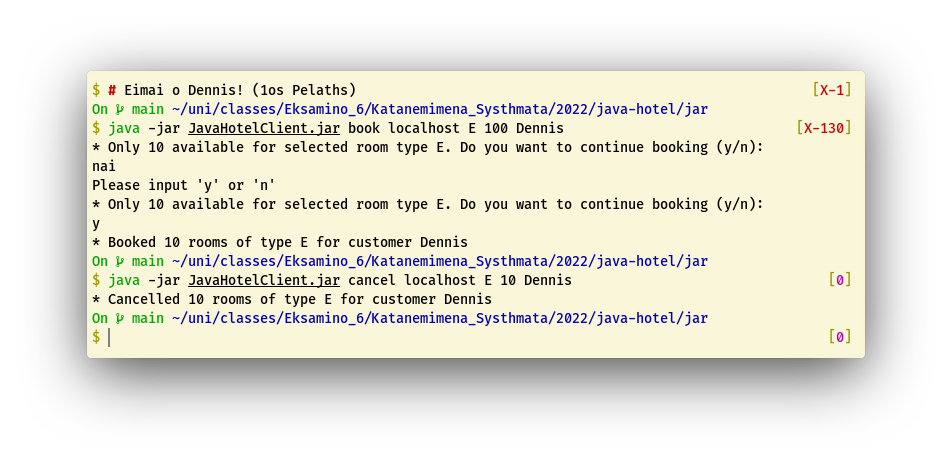 $ # Eimai o Dennis! (1os Pelaths) [X-1]
On main ~/uni/classes/Eksamino_6/Katanemimena_Systhmata/2022/java-hotel/jar
$ java -jar JavaHotelClient.jar book localhost E 100 Dennis [X-130]
* Only 10 available for selected room type E. Do you want to continue booking (y/n):
nai
Please input 'y' or 'n'
* Only 10 available for selected room type E. Do you want to continue booking (y/n):
y
* Booked 10 rooms of type E for customer Dennis
On main ~/uni/classes/Eksamino_6/Katanemimena_Systhmata/2022/java-hotel/jar
$ java -jar JavaHotelClient.jar cancel localhost E 10 Dennis [0]
* Cancelled 10 rooms of type E for customer Dennis
On main ~/uni/classes/Eksamino_6/Katanemimena_Systhmata/2022/java-hotel/jar
$ [0]